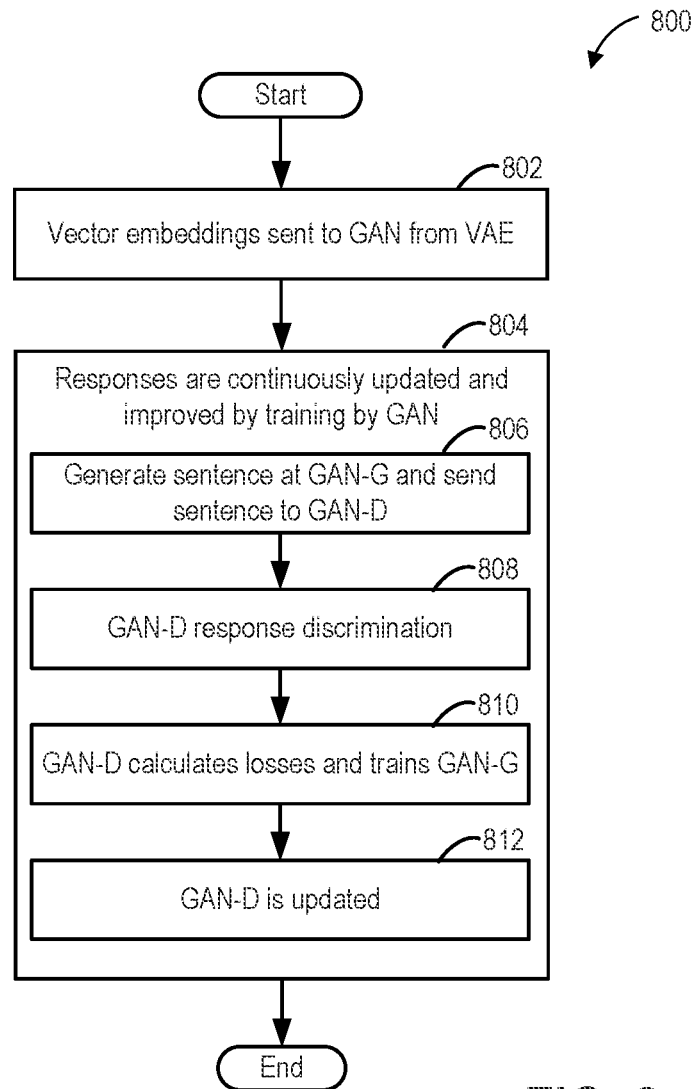 800
Start
802
Vector embeddings sent to GAN from VAE
804
Responses are continuously updated and
improved by training by GAN
806
Generate sentence at GAN-G and send
sentence to GAN-D
808
GAN-D response discrimination
810
GAN-D calculates losses and trains GAN-G
812
GAN-D is updated
End